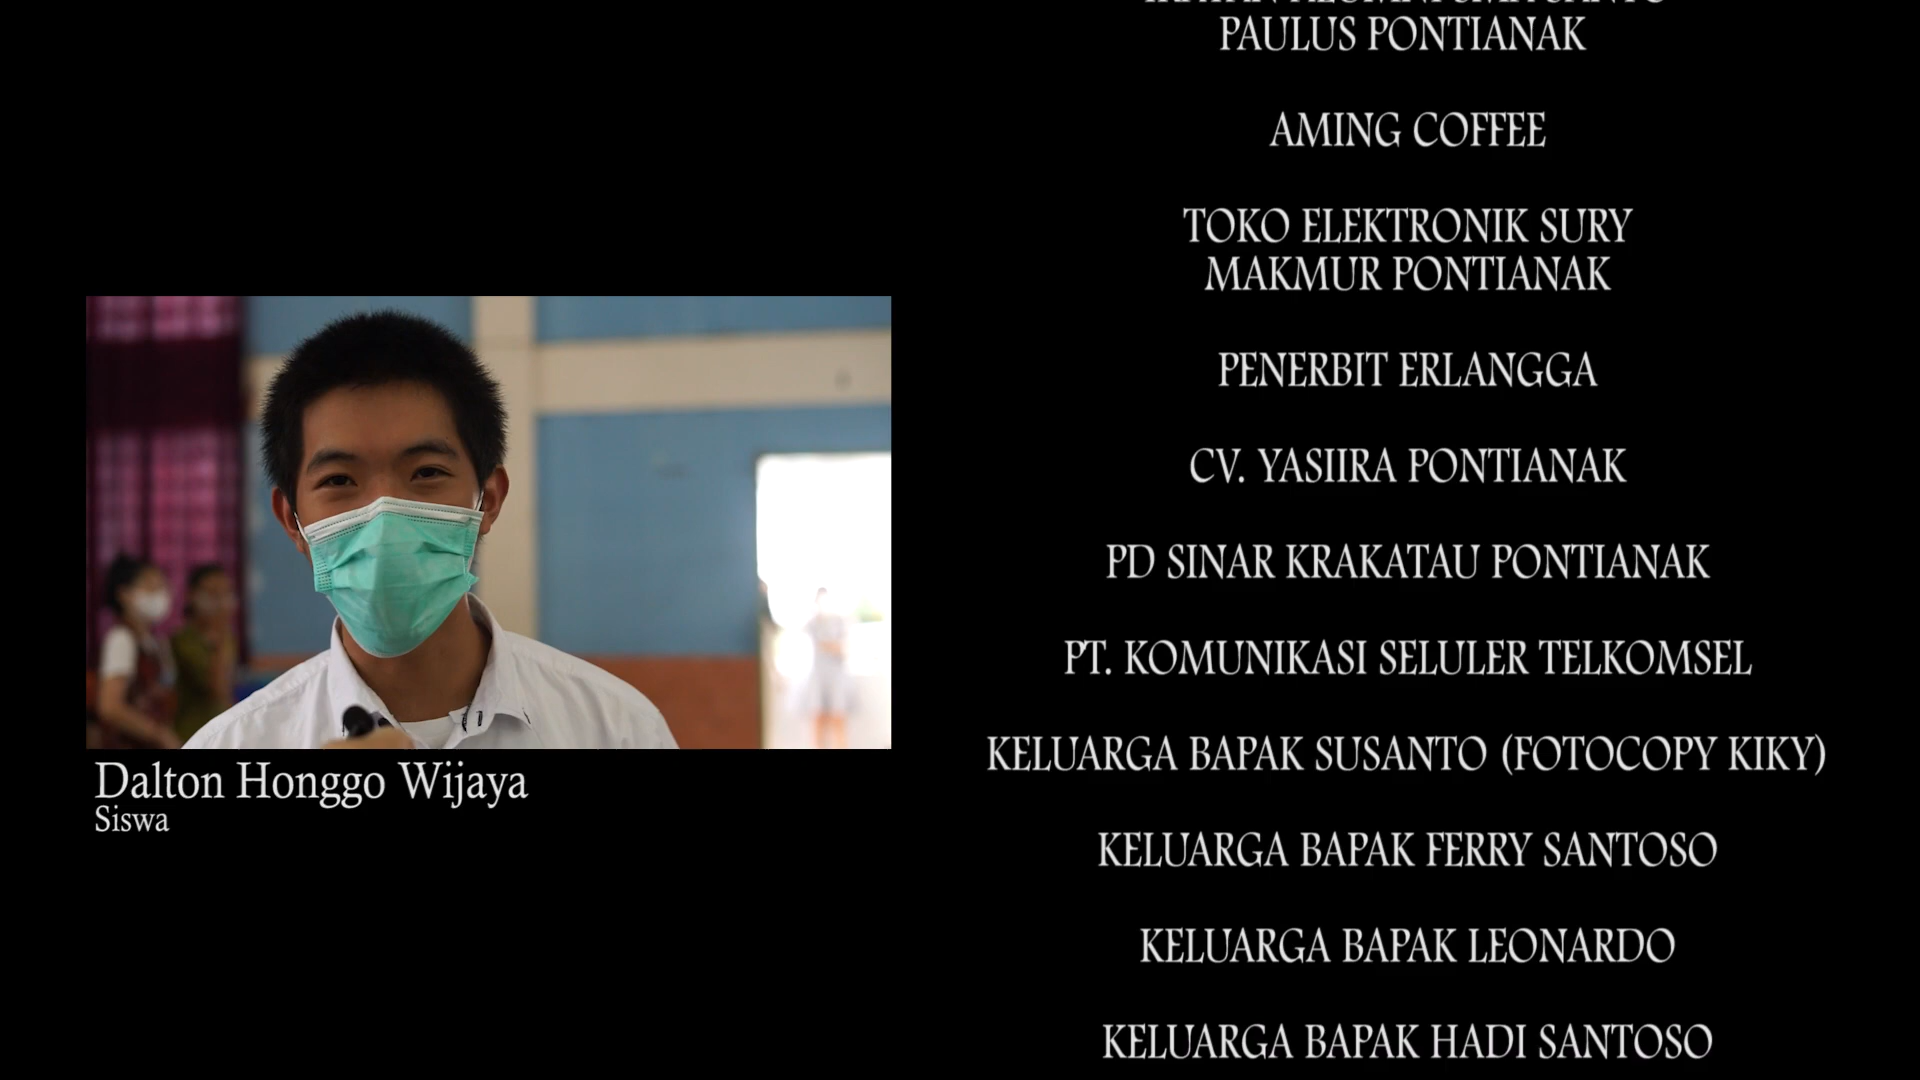 PAULUS PONTIANAK
AMING COFFEE
TOKO ELEKTRONIK SURY
MAKMUR PONTIANAK
PENERBIT ERLANGGA
CV. YASIIRA PONTIANAK
PD SINAR KRAKATAU PONTIANAK
PT. KOMUNIKASI SELULER TELKOMSEL
KELUARGA BAPAK SUSANTO (FOTOCOPY KIKY)
KELUARGA BAPAK FERRY SANTOSO
KELUARGA BAPAK LEONARDO
KELUARGA BAPAK HADI SANTOSO
Dalton Honggo Wijaya
Siswa